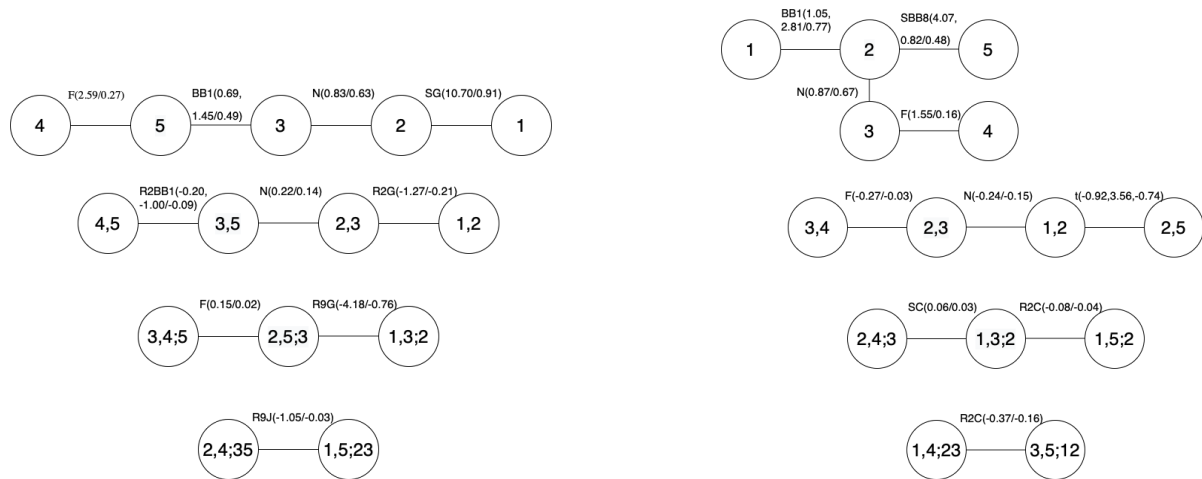 F(2.59/0.27)
BB1(0.69,
1.45/0.49)
N(0.83/0.63)
SG(10.70/0.91)
4
5
3
2
1
R2BB1(-0.20,
-1.00/-0.09)
N(0.22/0.14)
R2G(-1.27/-0.21)
4,5
3,5
2,3
1,2
F(0.15/0.02)
R9G(-4.18/-0.76)
3,4;5
2,5;3
1,3;2
R9J(-1.05/-0.03)
2,4;35
1,5;23
BB1(1.05,
2.81/0.77)
SBB8(4.07,
0.82/0.48)
1
2
5
N(0.87/0.67)
F(1.55/0.16)
3
4
F(-0.27/-0.03)
N(-0.24/-0.15)
t(-0.92,3.56,-0.74)
3,4
2,3
1,2
2,5
SC(0.06/0.03)
R2C(-0.08/-0.04)
2,4;3
1,3;2
1,5;2
R2C(-0.37/-0.16)
1,4;23
3,5;12